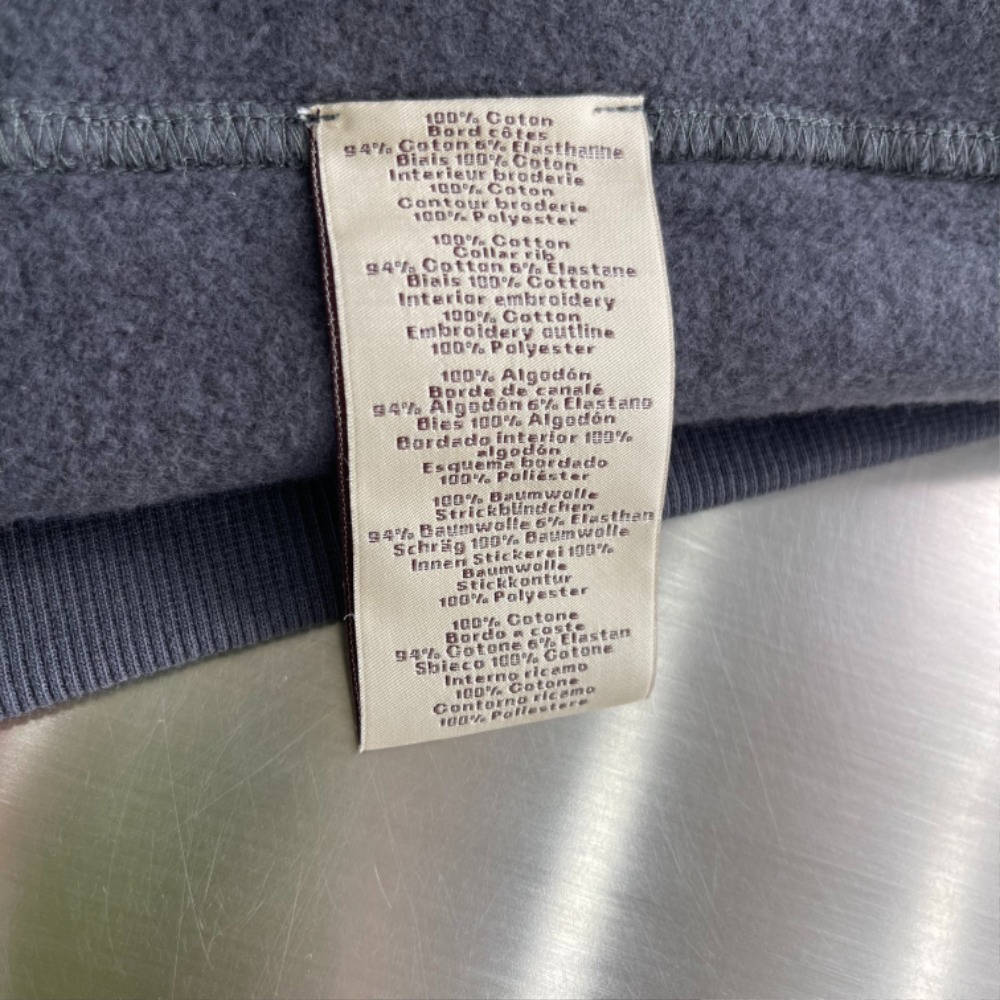 100% Coton
Bord côtes
94% Coton 6% Elasthanne
Biais 100% Coton
Interieur broderie
100% Coton
Contour broderie
100% Polyester
100% Cotton
Collar rib
94% Cotton 6% Elastane
Biais 100% Cotton
Interior embroidery
100% Cotton
Embroidery outline
100% Polyester
100% Algodón
Borde de canalé
94% Algodón 6% Elastano
Bies 100% Algodón
Bordado interior 100%
algodón
Esquema bordado
100% Poliéster
100% Baumwolle
Strickblindchen
94% Baumwolle 6% Elasthan
Schräg 100% Baumwolle
Innen Stickerei 100%
Baumwolle
Stickkontur
100% Polyester
100% Cotone
Bordo a coste
94% Cotone 6% Elastan
Sbieco 100% Cotone
Interno ricamo
100% Cotone
Contorno ricamo
100% Poliestere